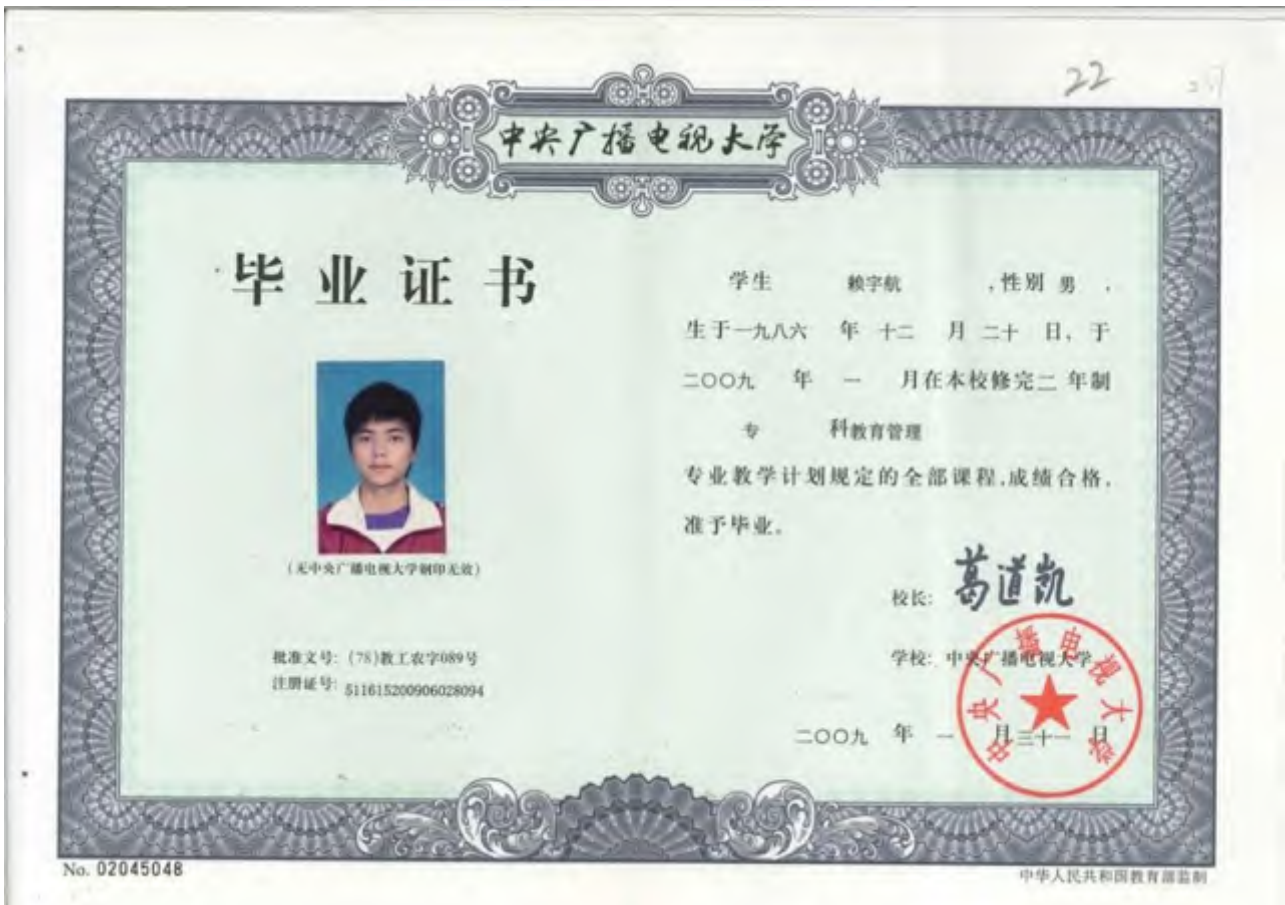 22
中央广播电视大学
毕业证书
(无中央广播电视大学钢印无效)
批准文号: (78)教工农字089号
注册证号: 511615200906028094
学生 赖宇航 ,性别 男 ,
生于一九八六 年 十二 月 二十 日, 于
二〇〇九 年 一 月在本校修完二 年制
专 科教育管理
专业教学计划规定的全部课程,成绩合格,
准予毕业。
校长: 葛道凯
学校: 中央广播电视大学
二〇〇九 年 一 月三十一 日
中央广播电视大学
No. 02045048
中华人民共和国教育部监制